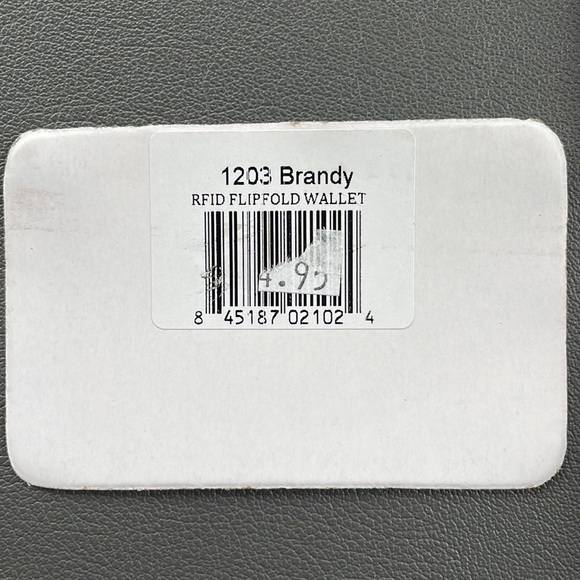 1203 Brandy
RFID FLIPFOLD WALLET
4.95
8 45187 02102 4